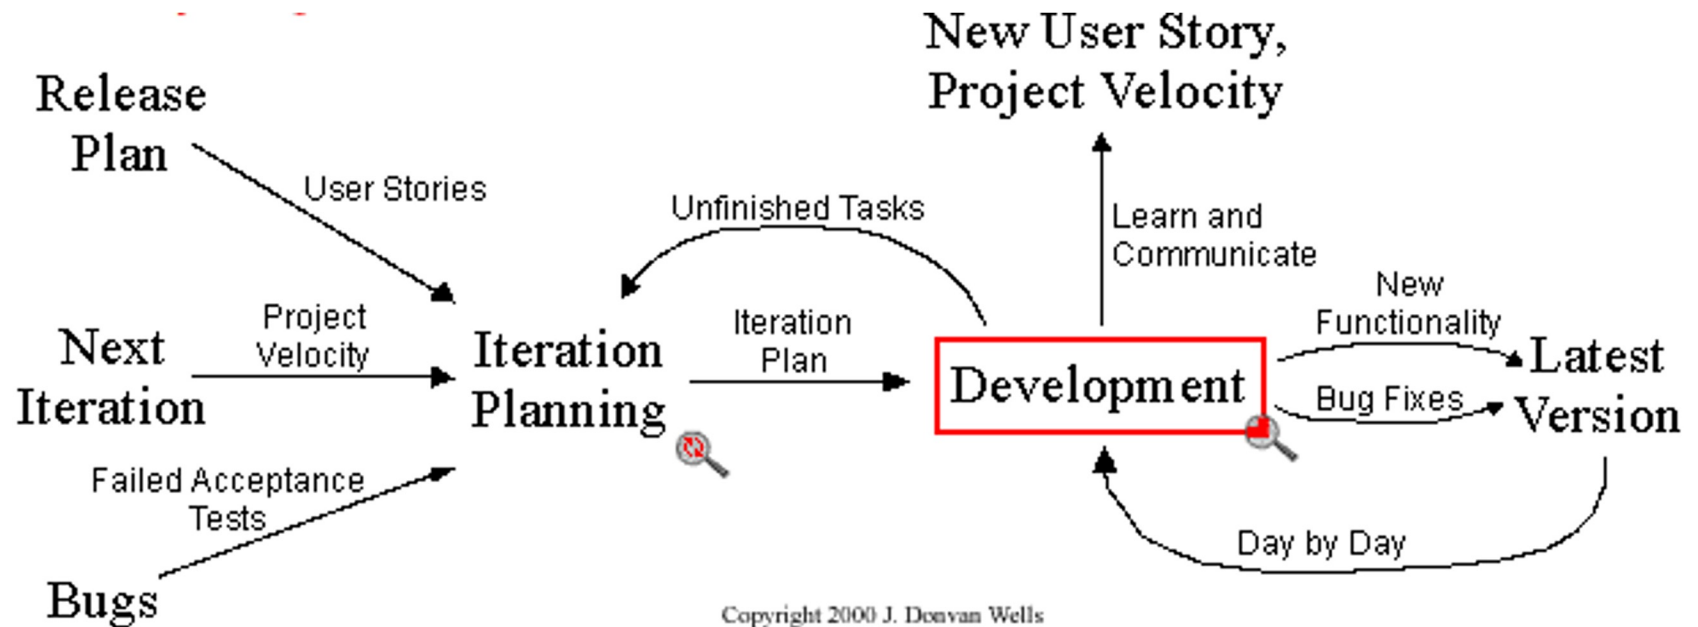 New User Story,
Project Velocity
Release
Plan
User Stories
Unfinished Tasks
Learn and
Communicate
New
Functionality
Project
Velocity
Iteration
Plan
Next
Iteration
Iteration
Planning
Development
Latest
Version
Bug Fixes
Failed Acceptance
Tests
Day by Day
Bugs
Copyright 2000 J. Donvan Wells